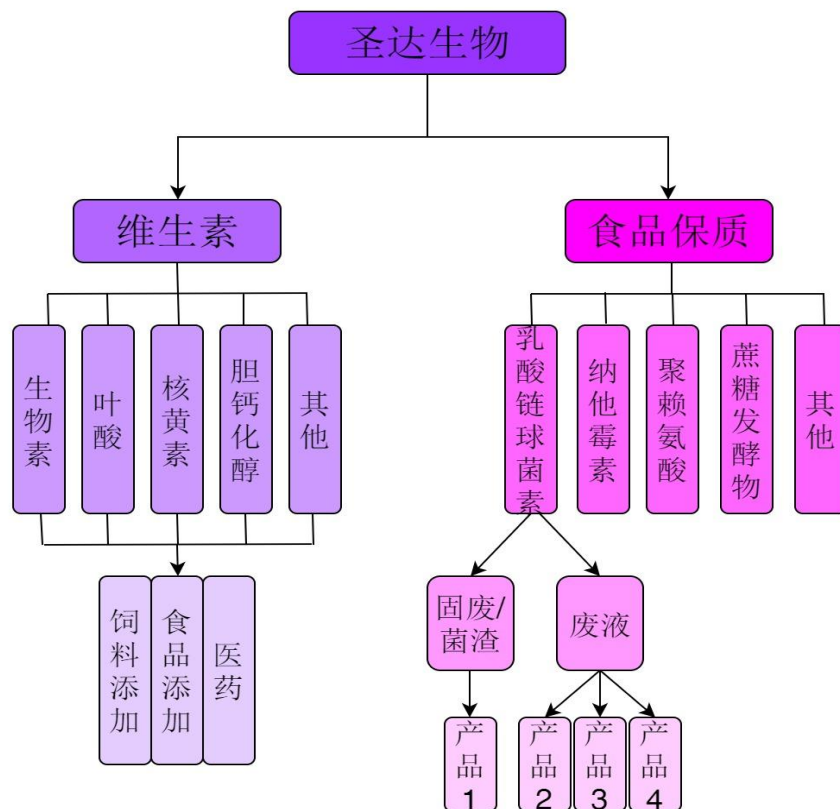 圣达生物
维生素
食品保质
生物素
叶酸
核黄素
胆钙化醇
其他
乳酸链球菌素
纳他霉素
聚赖氨酸
蔗糖发酵物
其他
饲料添加
食品添加
医药
固废/
菌渣
废液
产品1
产品2
产品3
产品4